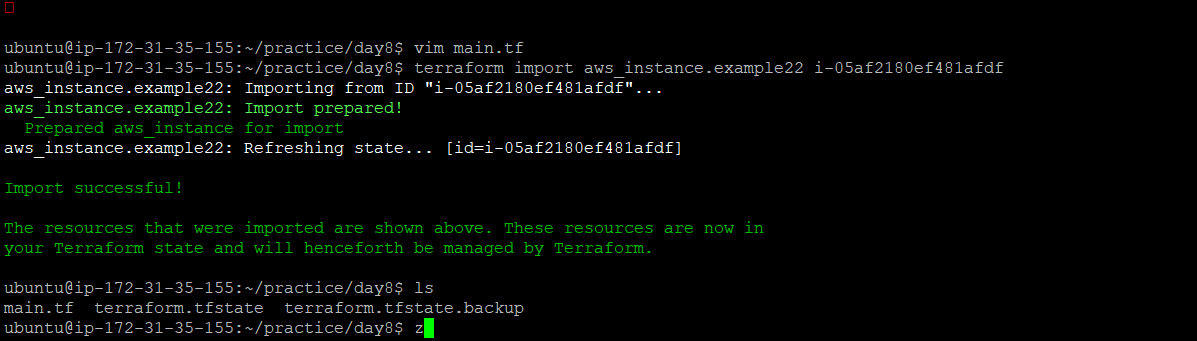 ubuntu@ip-172-31-35-155:~/practice/day8$ vim main.tf
ubuntu@ip-172-31-35-155:~/practice/day8$ terraform import aws_instance.example22 i-05af2180ef481afdf
aws_instance.example22: Importing from ID "i-05af2180ef481afdf"...
aws_instance.example22: Import prepared!
  Prepared aws_instance for import
aws_instance.example22: Refreshing state... [id=i-05af2180ef481afdf]
Import successful!
The resources that were imported are shown above. These resources are now in
your Terraform state and will henceforth be managed by Terraform.
ubuntu@ip-172-31-35-155:~/practice/day8$ ls
main.tf  terraform.tfstate  terraform.tfstate.backup
ubuntu@ip-172-31-35-155:~/practice/day8$ z